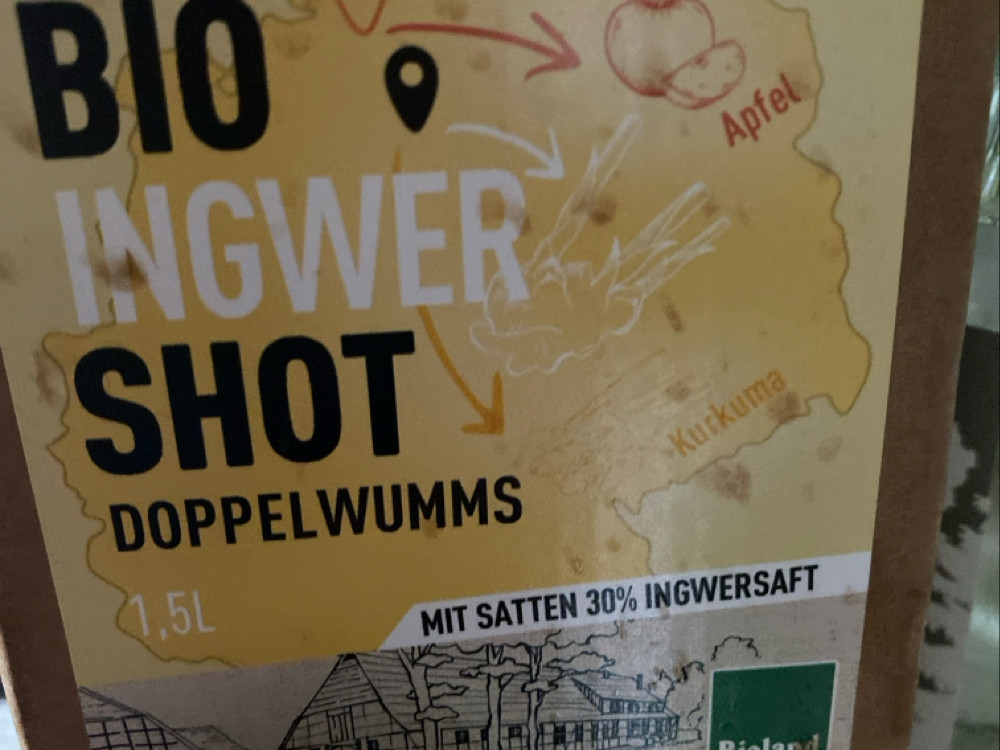 BIO
Apfel
INGWER
SHOT
Kurkuma
DOPPELWUMMS
1,5L
MIT SATTEN 30% INGWERSAFT
Bioland